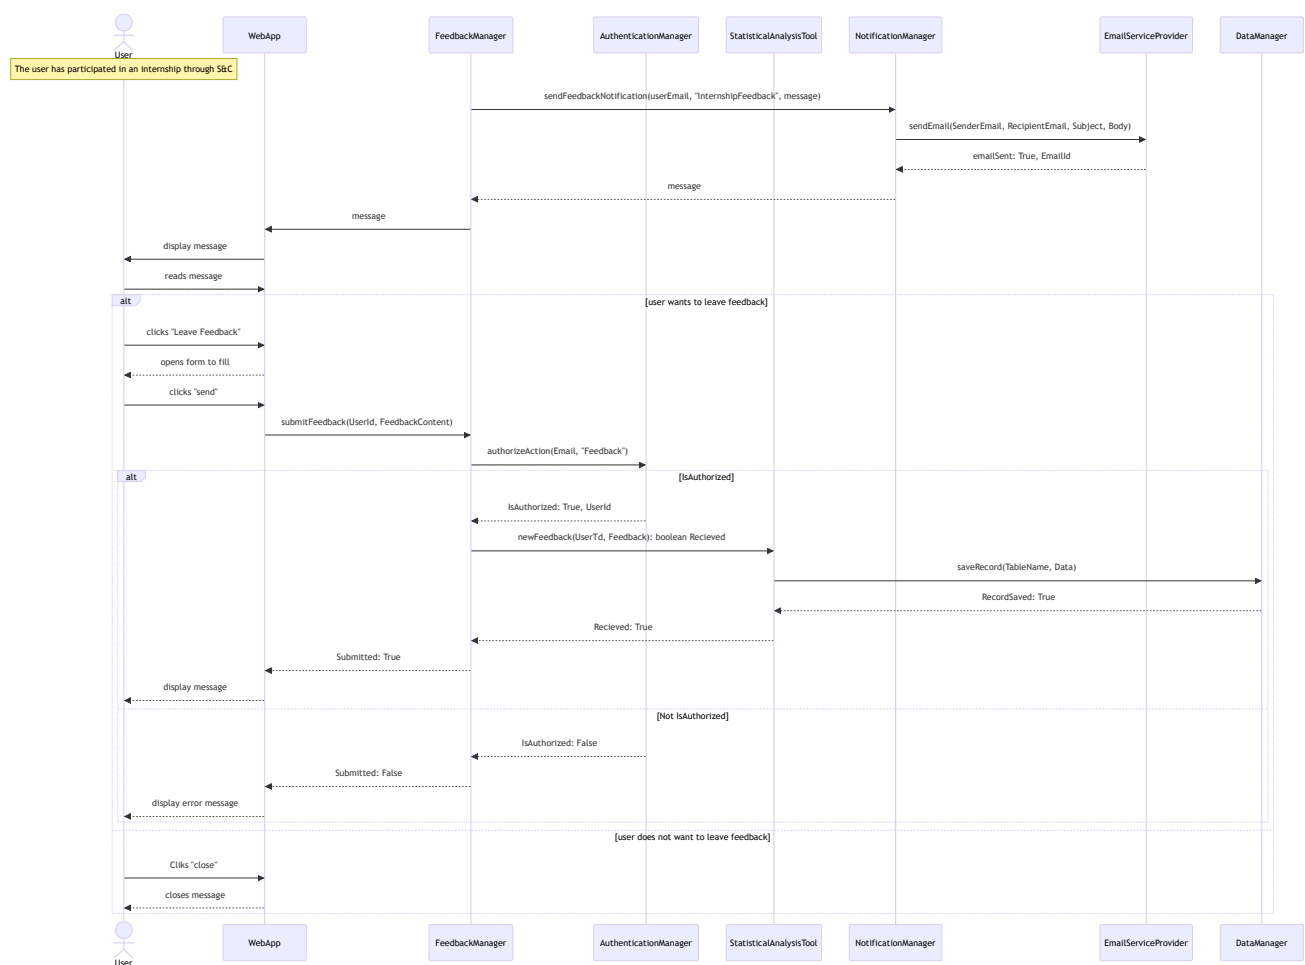 User
WebApp
FeedbackManager
AuthenticationManager
StatisticalAnalysisTool
NotificationManager
EmailServiceProvider
DataManager
The user has participated in an internship through S&C
sendFeedbackNotification(userEmail, "InternshipFeedback", message)
sendEmail(SenderEmail, RecipientEmail, Subject, Body)
emailSent: True, EmailId
message
message
display message
reads message
alt
[user wants to leave feedback]
clicks "Leave Feedback"
opens form to fill
clicks "send"
submitFeedback(UserId, FeedbackContent)
authorizeAction(Email, "Feedback")
alt
[IsAuthorized]
IsAuthorized: True, UserId
newFeedback(UserTd, Feedback): boolean Recieved
saveRecord(TableName, Data)
RecordSaved: True
Recieved: True
Submitted: True
display message
[Not IsAuthorized]
IsAuthorized: False
Submitted: False
display error message
[user does not want to leave feedback]
Cliks "close"
closes message
User
WebApp
FeedbackManager
AuthenticationManager
StatisticalAnalysisTool
NotificationManager
EmailServiceProvider
DataManager